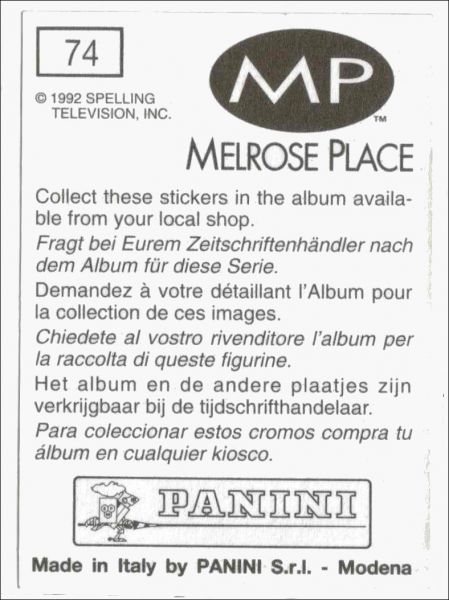 74
MP
™
© 1992 SPELLING
TELEVISION, INC.
MELROSE PLACE
Collect these stickers in the album availa-
ble from your local shop.
Fragt bei Eurem Zeitschriftenhändler nach
dem Album für diese Serie.
Demandez à votre détaillant l'Album pour
la collection de ces images.
Chiedete al vostro rivenditore l'album per
la raccolta di queste figurine.
Het album en de andere plaatjes zijn
verkrijgbaar bij de tijdschrifthandelaar.
Para coleccionar estos cromos compra tu
álbum en cualquier kiosco.
PANINI
Made in Italy by PANINI S.r.l. - Modena